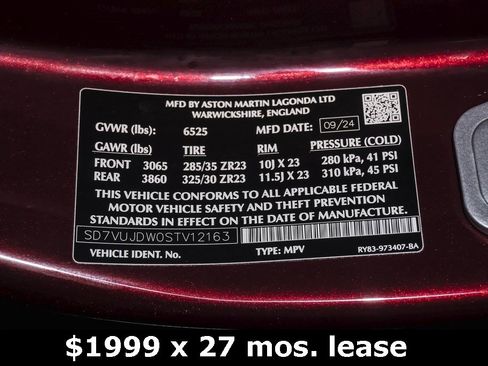 MFD BY ASTON MARTIN LAGONDA LTD
WARWICKSHIRE, ENGLAND
GVWR (lbs): 6525 MFD DATE: 09/24
GAWR (lbs): TIRE RIM PRESSURE (COLD)
FRONT 3065 285/35 ZR23 10J X 23 280 kPa, 41 PSI
REAR 3860 325/30 ZR23 11.5J X 23 310 kPa, 45 PSI
THIS VEHICLE CONFORMS TO ALL APPLICABLE FEDERAL
MOTOR VEHICLE SAFETY AND THEFT PREVENTION
STANDARDS IN EFFECT ON THE DATE OF MFR SHOWN ABOVE
SD7VUJDW0STV12163
VEHICLE IDENT. No. TYPE: MPV RY83-973407-BA
$1999 x 27 mos. lease